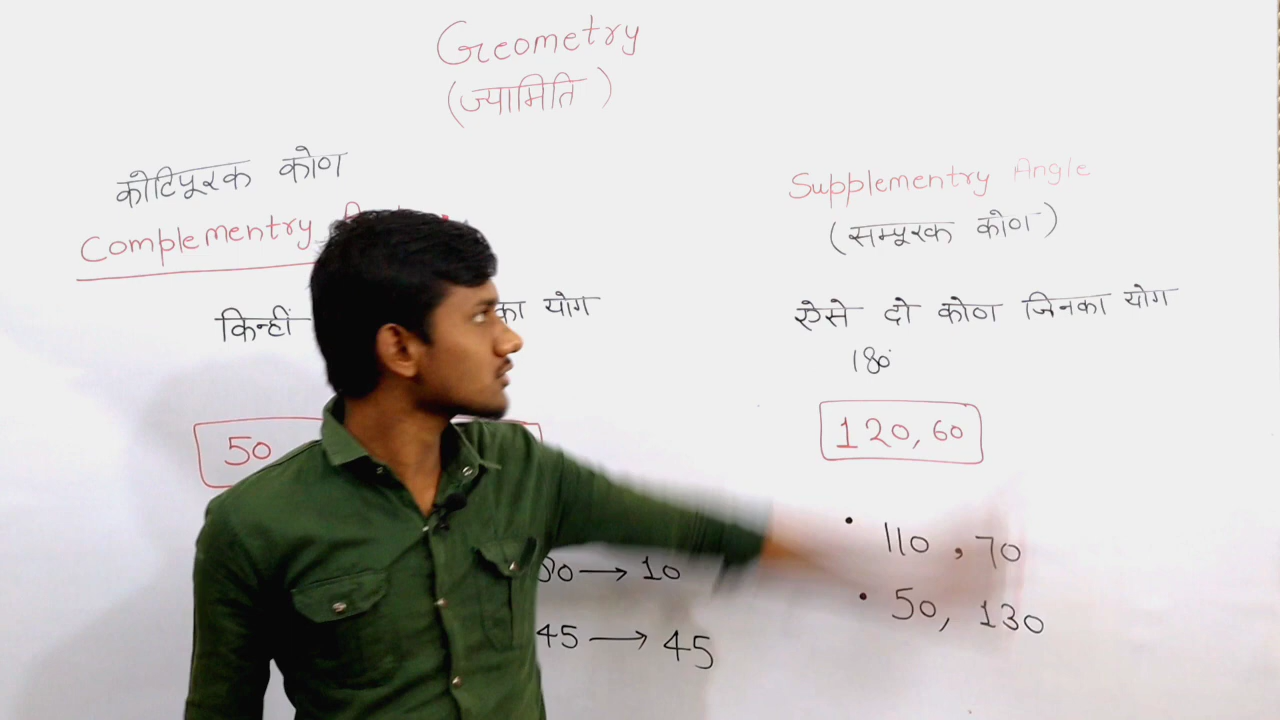 Geometry
(ज्यामिति)
कोटिपूरक कोण
Complementry
किन्हीं का योग
50
80 → 10
45 → 45
Supplementry Angle
(सम्पूरक कोण)
ऐसे दो कोण जिनका योग
180°
120, 60
• 110, 70
• 50, 130